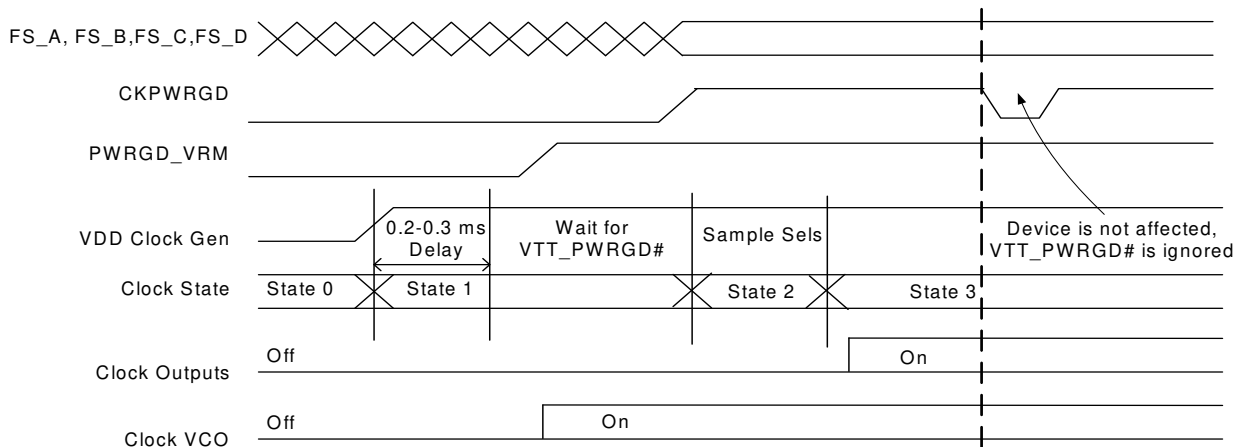 FS_A, FS_B,FS_C,FS_D
CKPWRGD
PWRGD_VRM
VDD Clock Gen
0.2-0.3 ms
Delay
Wait for
VTT_PWRGD#
Sample Sels
Device is not affected,
VTT_PWRGD# is ignored
Clock State
State 0
State 1
State 2
State 3
Clock Outputs
Off
On
Clock VCO
Off
On